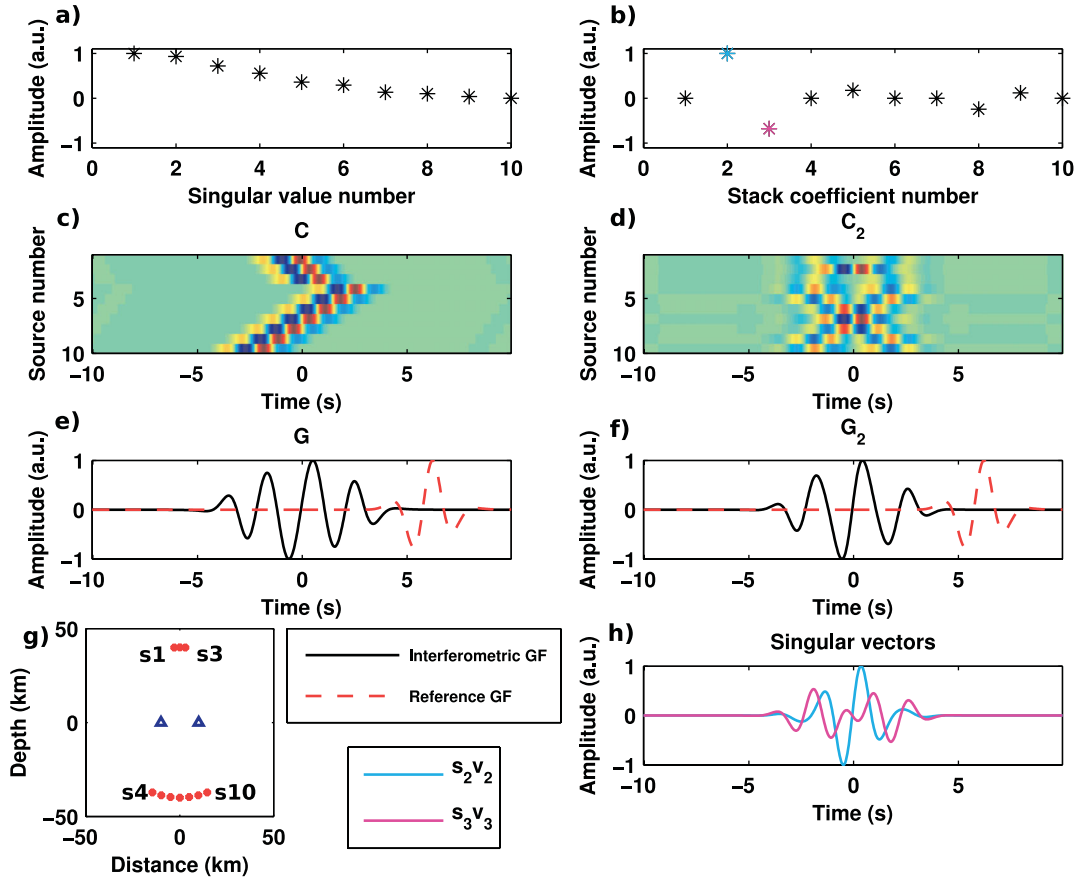 a)
Amplitude (a.u.)
1
0
−1
0 2 4 6 8 10
Singular value number
b)
Amplitude (a.u.)
1
0
−1
0 2 4 6 8 10
Stack coefficient number
c)
C
Source number
5
10
−10 −5 0 5
Time (s)
d)
C2
Source number
5
10
−10 −5 0 5
Time (s)
e)
G
Amplitude (a.u.)
1
0
−1
−10 −5 0 5
Time (s)
f)
G2
Amplitude (a.u.)
1
0
−1
−10 −5 0 5
Time (s)
g)
Depth (km)
50
0
−50
s1 s3
s4 s10
−50 0 50
Distance (km)
Interferometric GF
Reference GF
s2v2
s3v3
h)
Singular vectors
Amplitude (a.u.)
1
0
−1
−10 −5 0 5
Time (s)